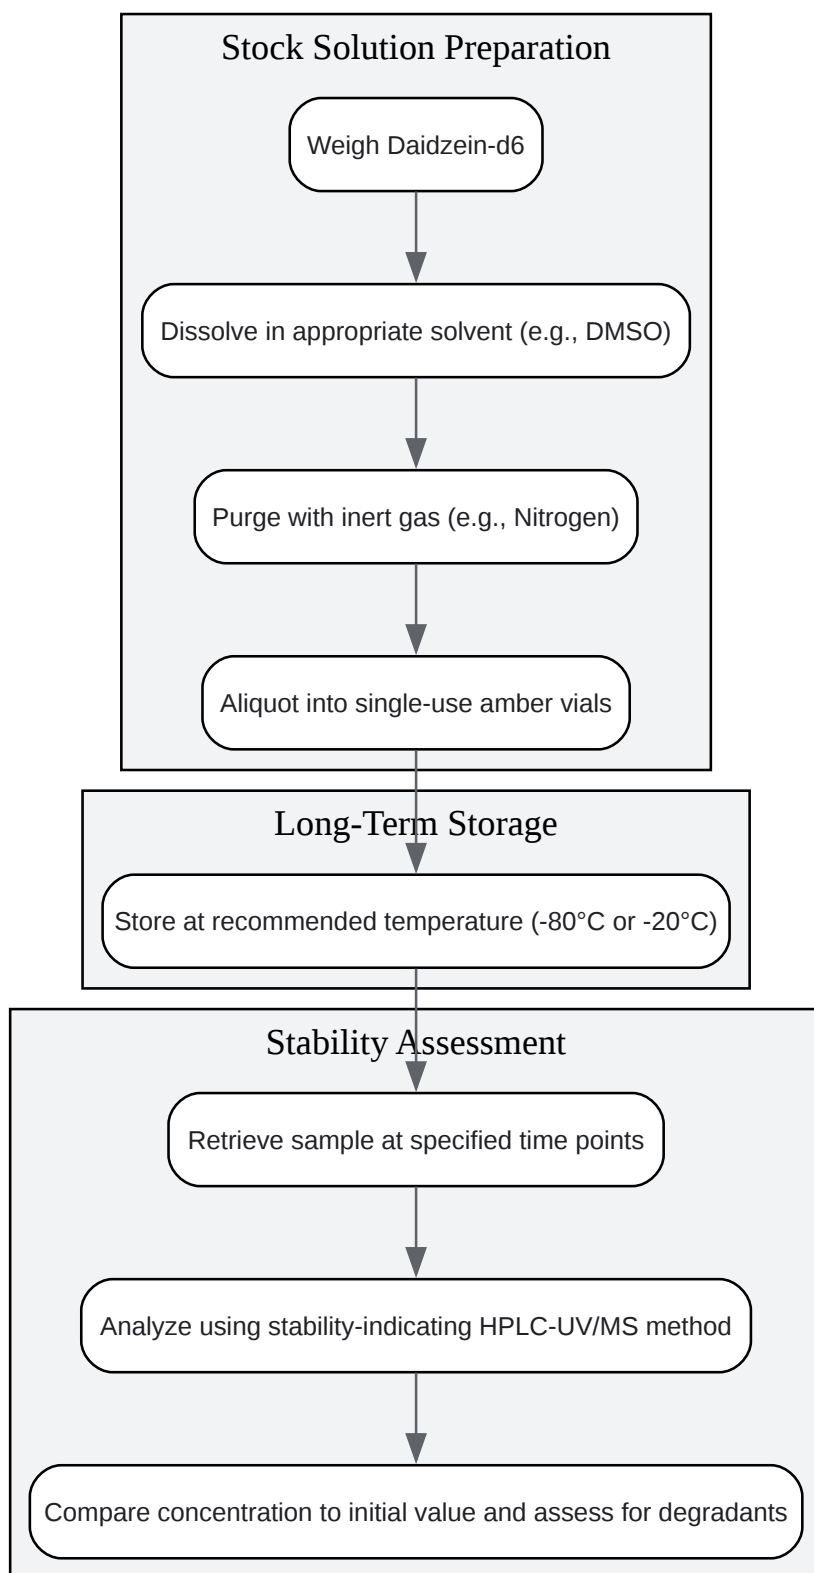 Stock Solution Preparation
Weigh Daidzein-d6
Dissolve in appropriate solvent (e.g., DMSO)
Purge with inert gas (e.g., Nitrogen)
Aliquot into single-use amber vials
Long-Term Storage
Store at recommended temperature (-80°C or -20°C)
Stability Assessment
Retrieve sample at specified time points
Analyze using stability-indicating HPLC-UV/MS method
Compare concentration to initial value and assess for degradants